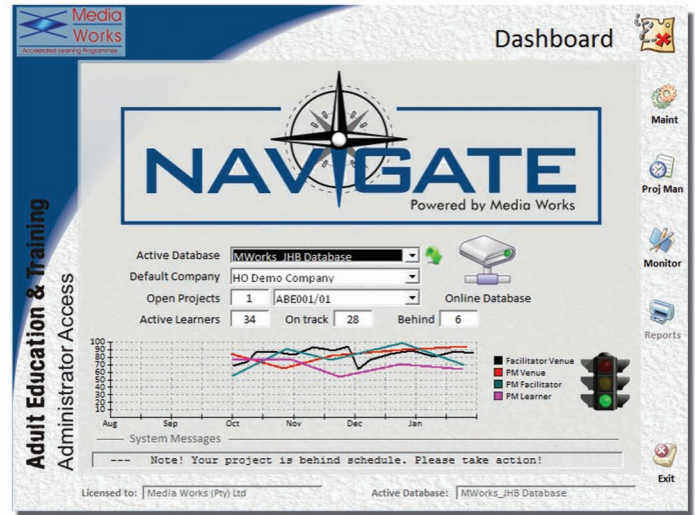 Media
Works
Accelerated Learning Programmes
Dashboard
NAVIGATE
Powered by Media Works
Adult Education & Training
Administrator Access
Maint
Proj Man
Monitor
Reports
Exit
Active Database MWorks_JHB Database
Default Company HO Demo Company
Open Projects 1 ABE001/01
Online Database
Active Learners 34 On track 28 Behind 6
100
90
80
70
60
50
40
30
20
10
Aug Sep Oct Nov Dec Jan
Facilitator Venue
PM Venue
PM Facilitator
PM Learner
System Messages
--- Note! Your project is behind schedule. Please take action!
Licensed to: Media Works (Pty) Ltd Active Database: MWorks_JHB Database